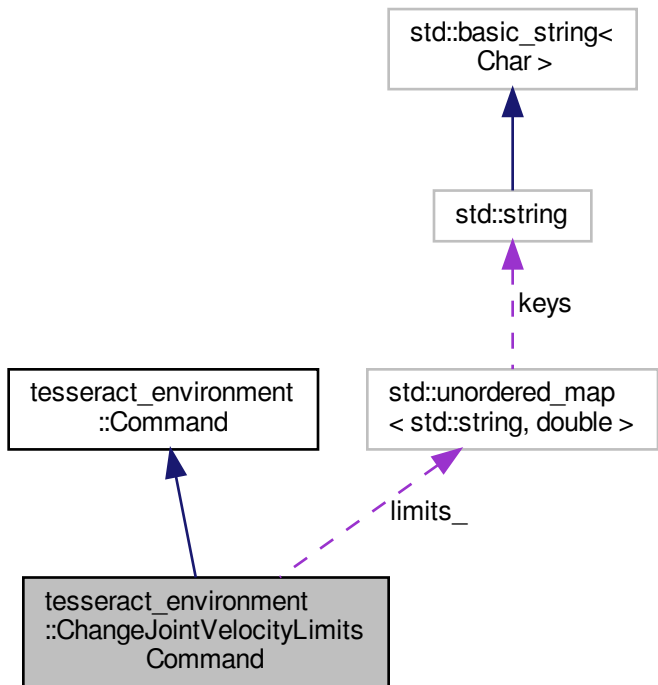 std::basic_string<
Char >
std::string
keys
tesseract_environment
::Command
std::unordered_map
< std::string, double >
limits_
tesseract_environment
::ChangeJointVelocityLimits
Command